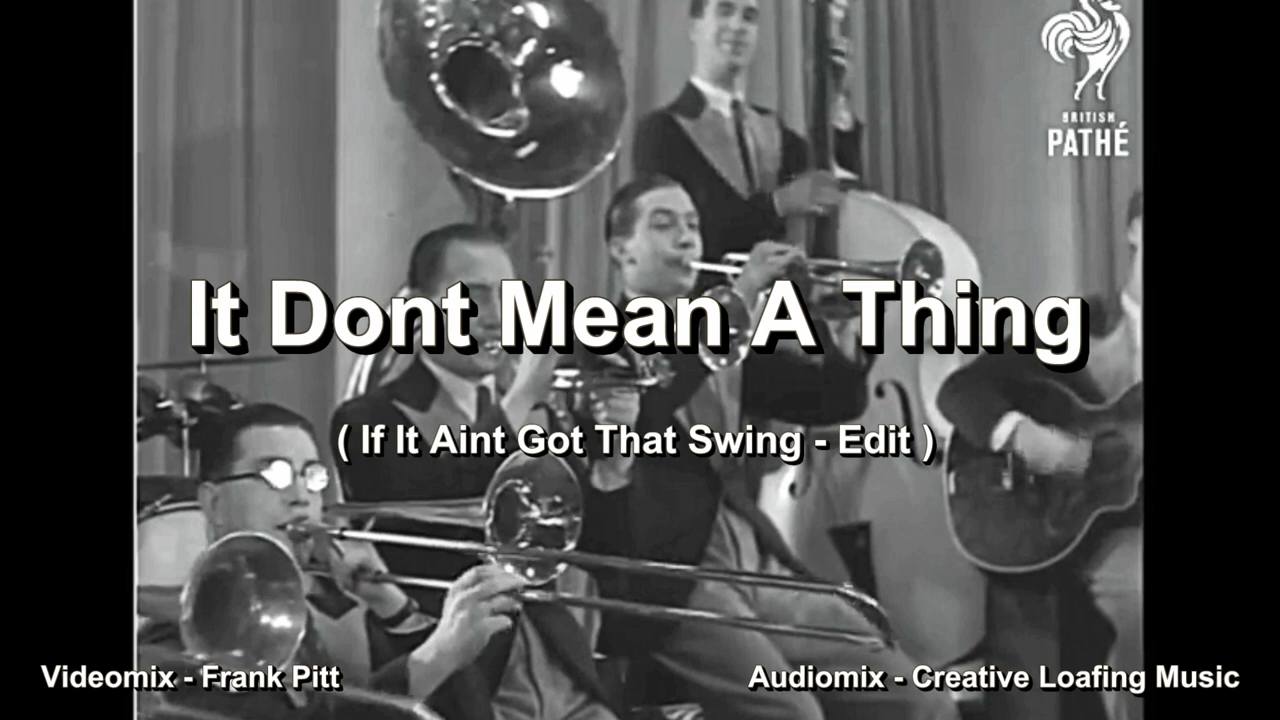 BRITISH
PATHÉ
It Dont Mean A Thing
( If It Aint Got That Swing - Edit )
Videomix - Frank Pitt
Audiomix - Creative Loafing Music